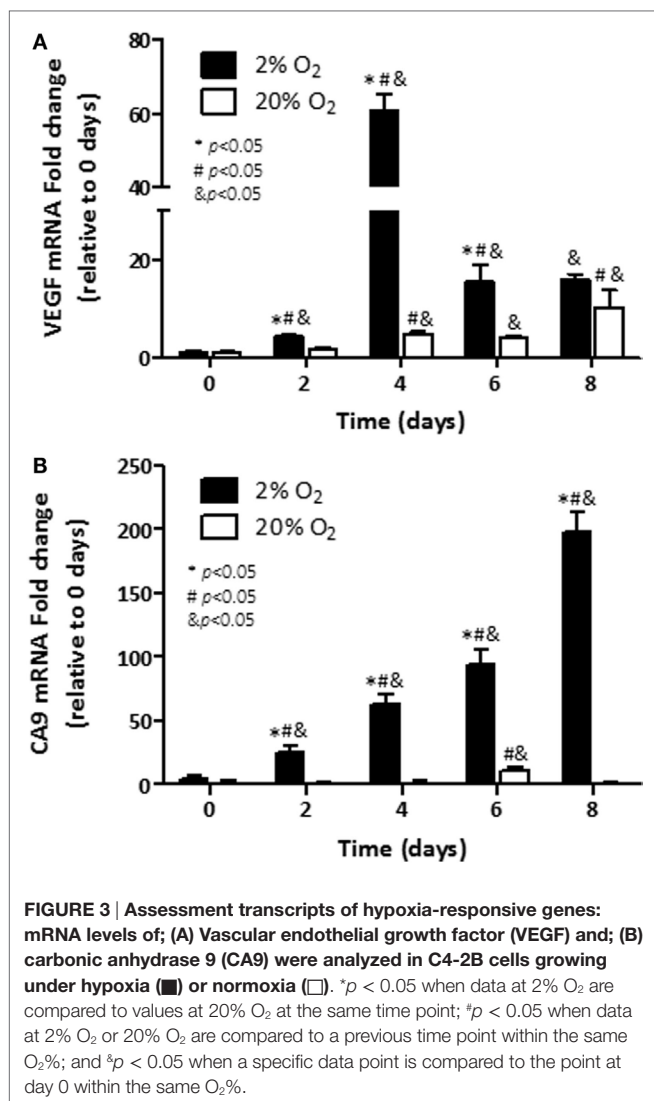 A
VEGF mRNA Fold change
(relative to 0 days)
80
60
40
20
0
2% O₂
20% O₂
* p<0.05
# p<0.05
&p<0.05
*#&
*#&
#&
*#&
&
&
#&
0 2 4 6 8
Time (days)
B
CA9 mRNA Fold change
(relative to 0 days)
250
200
150
100
50
0
2% O₂
20% O₂
* p<0.05
# p<0.05
&p<0.05
*#&
*#&
*#&
#&
*#&
0 2 4 6 8
Time (days)
FIGURE 3 | Assessment transcripts of hypoxia-responsive genes:
mRNA levels of; (A) Vascular endothelial growth factor (VEGF) and; (B)
carbonic anhydrase 9 (CA9) were analyzed in C4-2B cells growing
under hypoxia (■) or normoxia (□). *p < 0.05 when data at 2% O₂ are
compared to values at 20% O₂ at the same time point; #p < 0.05 when data
at 2% O₂ or 20% O₂ are compared to a previous time point within the same
O₂%; and &p < 0.05 when a specific data point is compared to the point at
day 0 within the same O₂%.